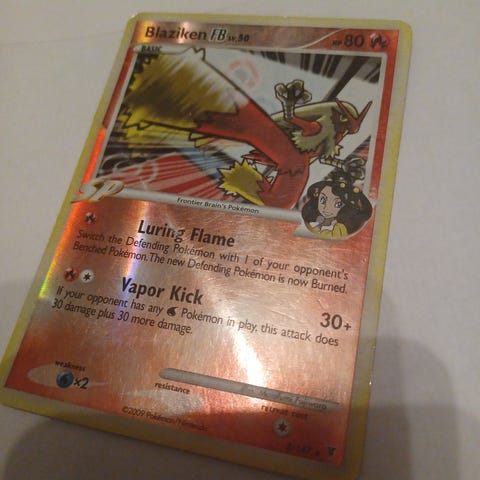 Blaziken FB LV.50
HP 80
BASIC
Frontier Brain's Pokémon
Luring Flame
Switch the Defending Pokémon with 1 of your opponent's
Benched Pokémon. The new Defending Pokémon is now Burned.
Vapor Kick
30+
If your opponent has any Pokémon in play, this attack does
30 damage plus 30 more damage.
weakness
×2
resistance
retreat cost
©2009 Pokémon/Nintendo